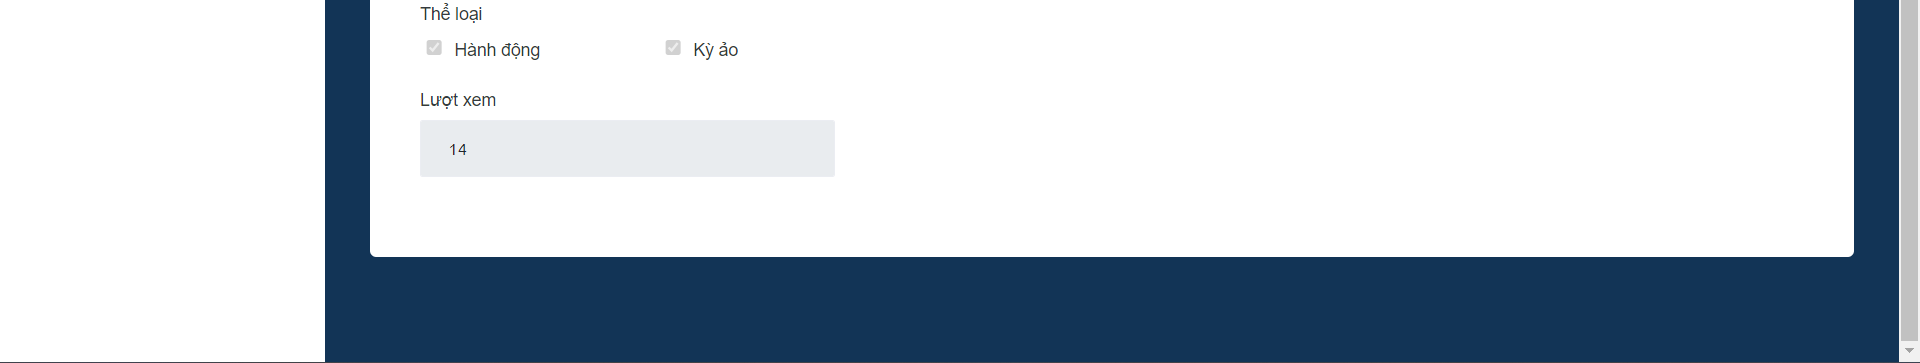 Thể loại
Hành động Kỳ ảo
Lượt xem
14